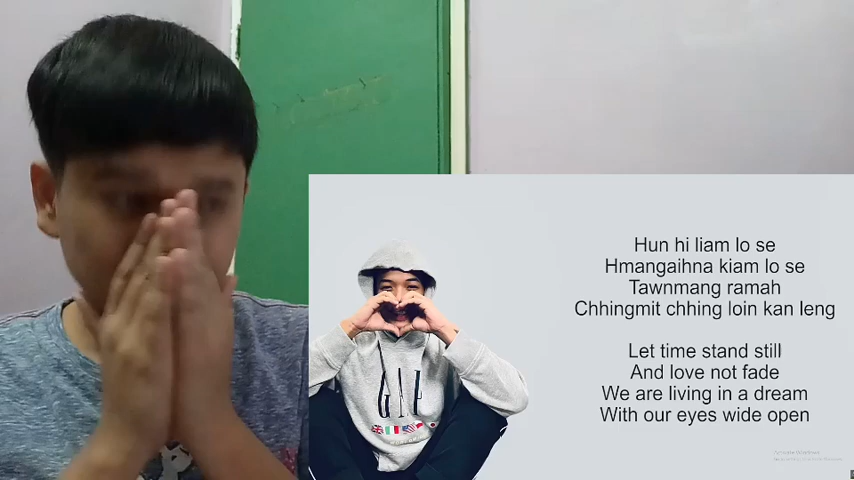 Hun hi liam lo se
Hmangaihna kiam lo se
Tawnmang ramah
Chhingmit chhing loin kan leng
Let time stand still
And love not fade
We are living in a dream
With our eyes wide open
GAP